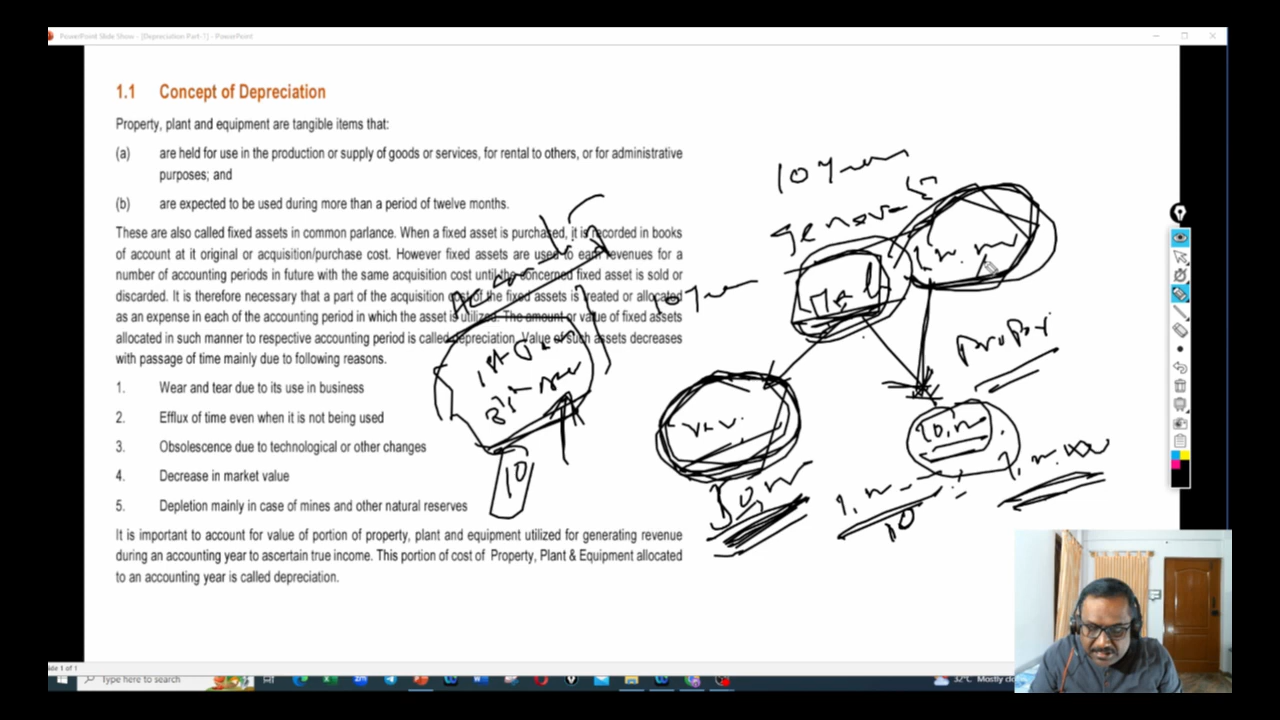 PowerPoint Slide Show - [Depreciation Part-1] - PowerPoint
1.1 Concept of Depreciation
Property, plant and equipment are tangible items that:
(a) are held for use in the production or supply of goods or services, for rental to others, or for administrative
purposes; and
(b) are expected to be used during more than a period of twelve months.
These are also called fixed assets in common parlance. When a fixed asset is purchased, it is recorded in books
of account at it original or acquisition/purchase cost. However fixed assets are used to earn revenues for a
number of accounting periods in future with the same acquisition cost until the concerned fixed asset is sold or
discarded. It is therefore necessary that a part of the acquisition cost of the fixed assets is treated or allocated
as an expense in each of the accounting period in which the asset is utilized. The amount or value of fixed assets
allocated in such manner to respective accounting period is called depreciation. Value of such assets decreases
with passage of time mainly due to following reasons.
1. Wear and tear due to its use in business
2. Efflux of time even when it is not being used
3. Obsolescence due to technological or other changes
4. Decrease in market value
5. Depletion mainly in case of mines and other natural reserves
It is important to account for value of portion of property, plant and equipment utilized for generating revenue
during an accounting year to ascertain true income. This portion of cost of Property, Plant & Equipment allocated
to an accounting year is called depreciation.
10
10
Type here to search
32°C Mostly